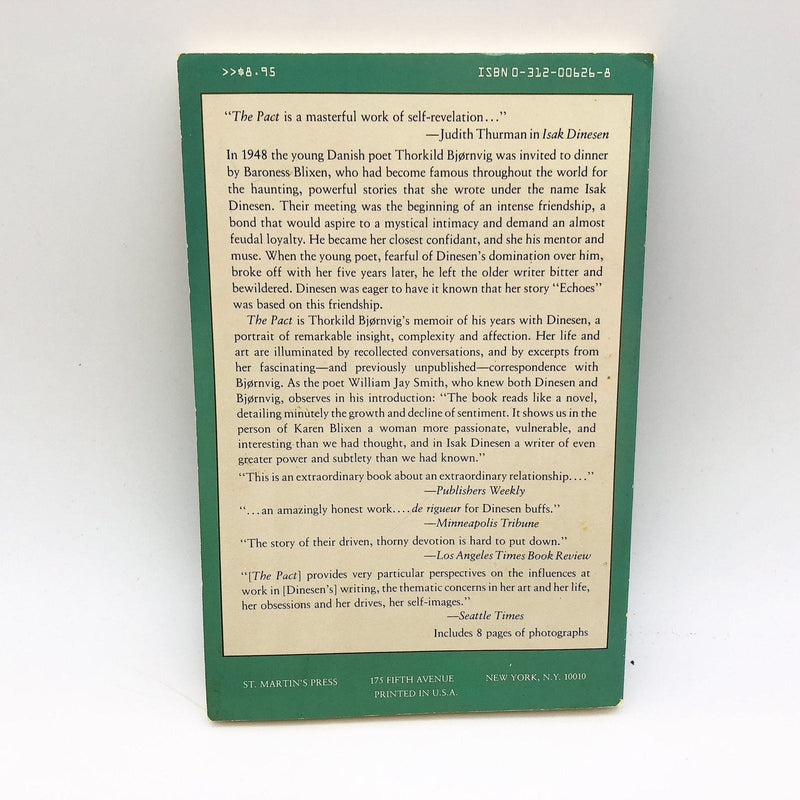 >>$8.95 ISBN 0-312-00626-8
“The Pact is a masterful work of self-revelation...”
—Judith Thurman in Isak Dinesen
In 1948 the young Danish poet Thorkild Bjørnvig was invited to dinner
by Baroness Blixen, who had become famous throughout the world for
the haunting, powerful stories that she wrote under the name Isak
Dinesen. Their meeting was the beginning of an intense friendship, a
bond that would aspire to a mystical intimacy and demand an almost
feudal loyalty. He became her closest confidant, and she his mentor and
muse. When the young poet, fearful of Dinesen’s domination over him,
broke off with her five years later, he left the older writer bitter and
bewildered. Dinesen was eager to have it known that her story “Echoes”
was based on this friendship.
The Pact is Thorkild Bjørnvig’s memoir of his years with Dinesen, a
portrait of remarkable insight, complexity and affection. Her life and
art are illuminated by recollected conversations, and by excerpts from
her fascinating—and previously unpublished—correspondence with
Bjørnvig. As the poet William Jay Smith, who knew both Dinesen and
Bjørnvig, observes in his introduction: “The book reads like a novel,
detailing minutely the growth and decline of sentiment. It shows us in the
person of Karen Blixen a woman more passionate, vulnerable, and
interesting than we had thought, and in Isak Dinesen a writer of even
greater power and subtlety than we had known.”
“This is an extraordinary book about an extraordinary relationship....”
—Publishers Weekly
“...an amazingly honest work....de rigueur for Dinesen buffs.”
—Minneapolis Tribune
“The story of their driven, thorny devotion is hard to put down.”
—Los Angeles Times Book Review
“[The Pact] provides very particular perspectives on the influences at
work in [Dinesen’s] writing, the thematic concerns in her art and her life,
her obsessions and her drives, her self-images.”
—Seattle Times
Includes 8 pages of photographs
ST. MARTIN’S PRESS 175 FIFTH AVENUE NEW YORK, N.Y. 10010
PRINTED IN U.S.A.